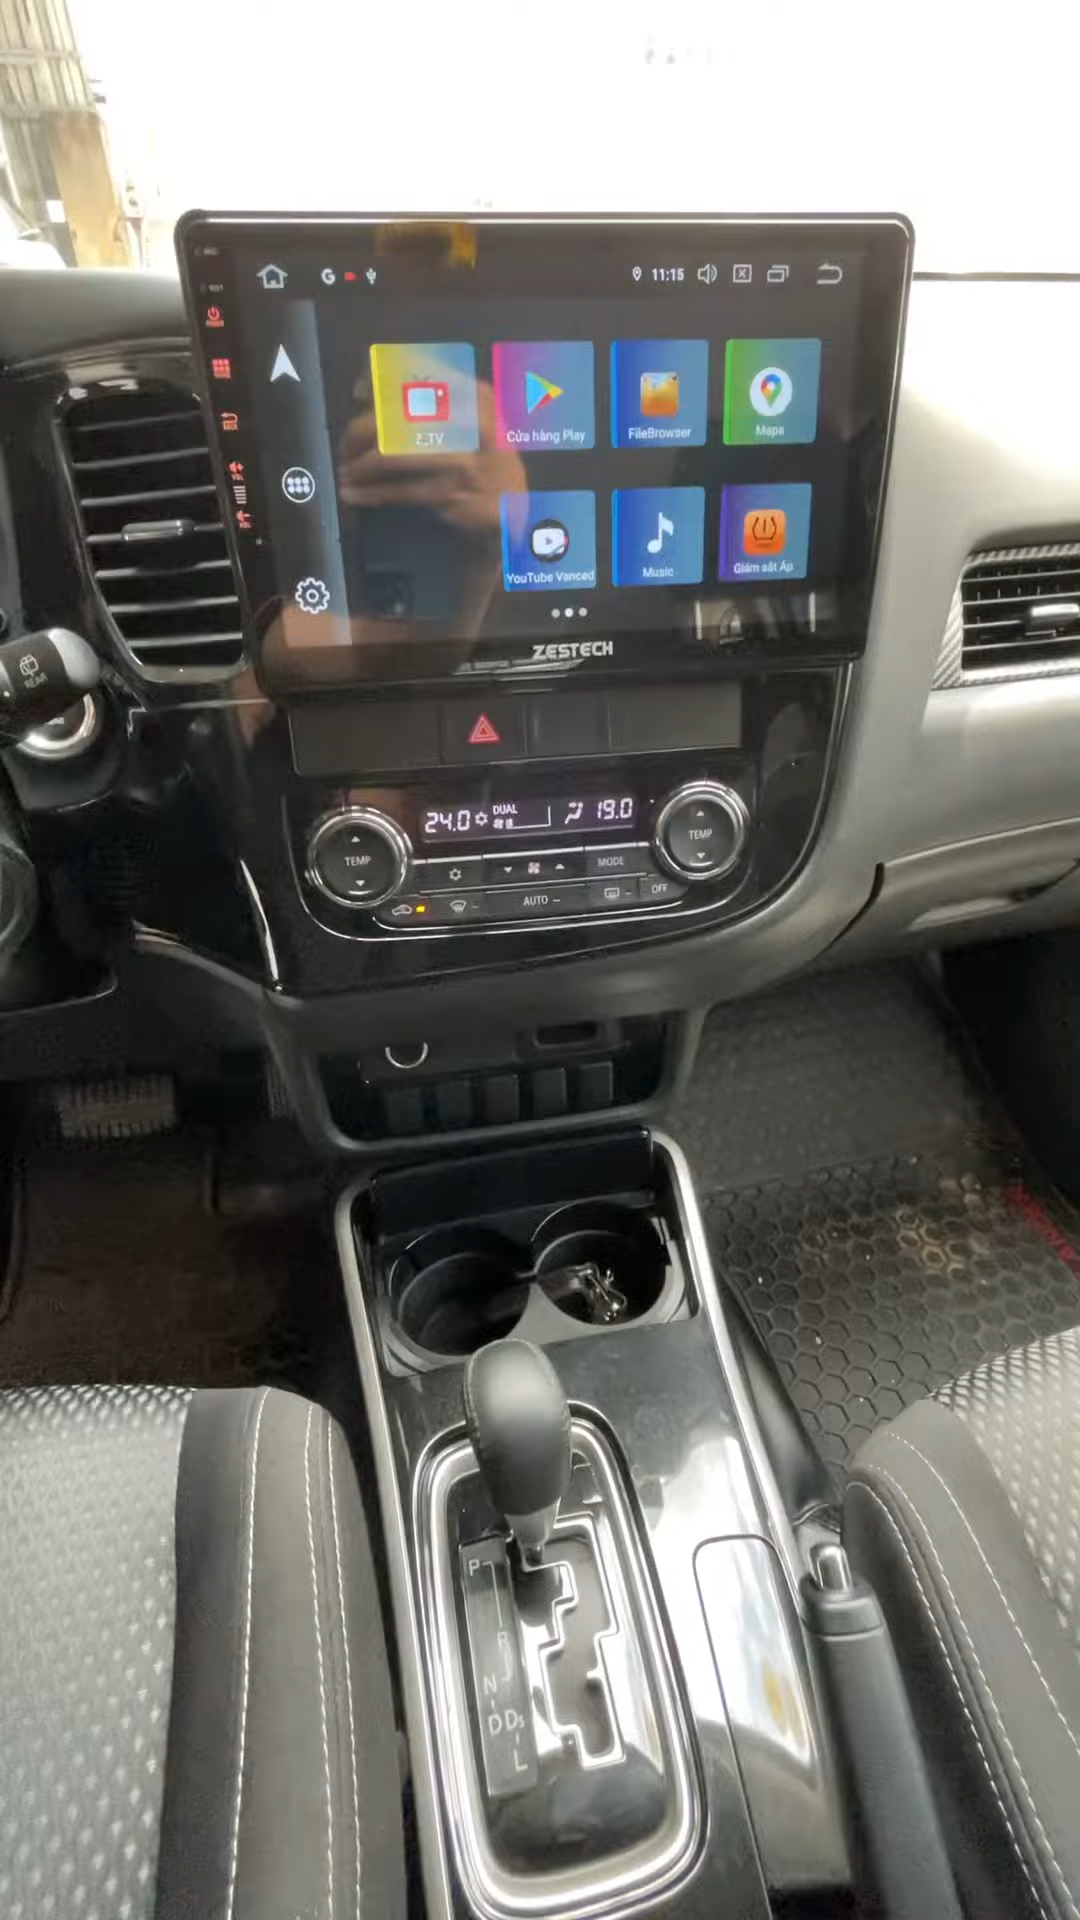 11:15
Z_TV
Cửa hàng Play
FileBrowser
Maps
YouTube Vanced
Music
Giám sát Áp
ZESTECH
REAR
24.0
DUAL
19.0
TEMP
TEMP
MODE
AUTO
OFF
P
R
N
D Ds
L